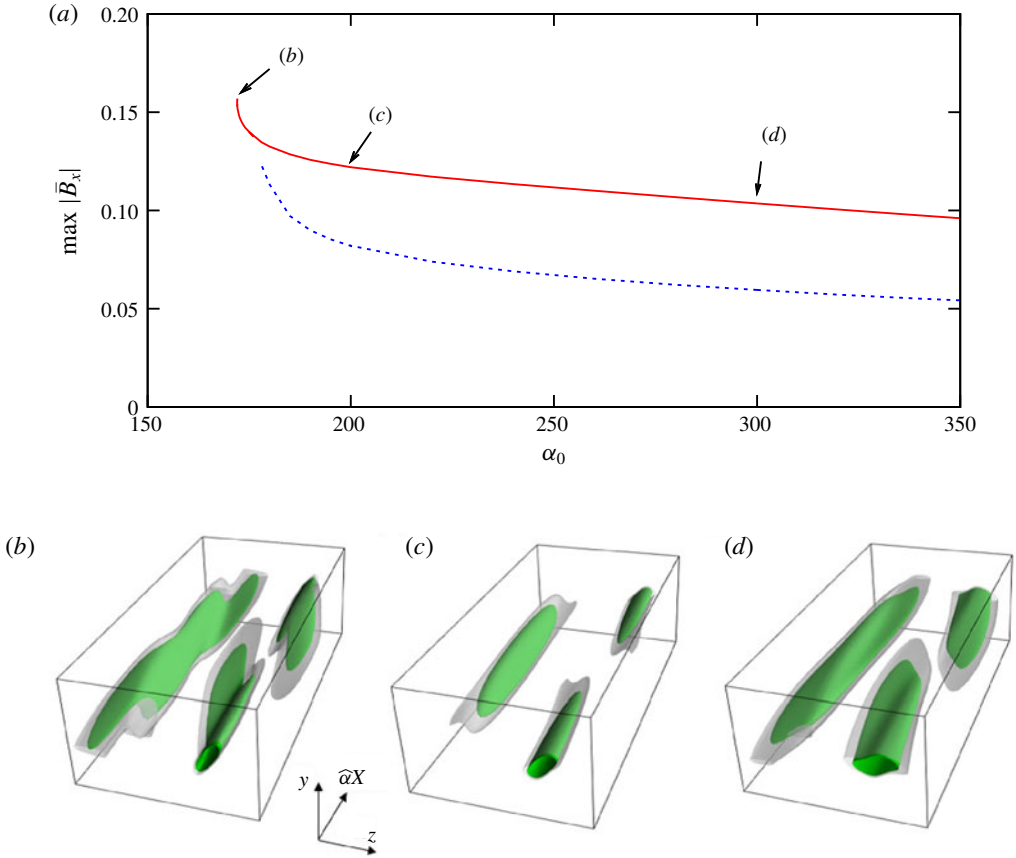 (a)
0.20
0.15
0.10
0.05
0
max |B̅ₓ|
(b)
(c)
(d)
150 200 250 300 350
α₀
(b) (c) (d)
y α̂X
z